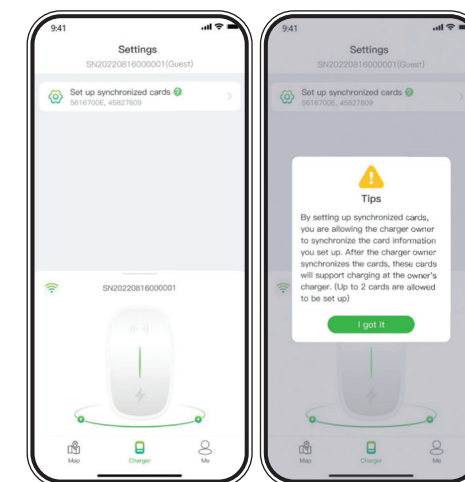 9:41
Settings
SN20220816000001(Guest)
Set up synchronized cards
5616700E, 45827809
SN20220816000001
Map
Charger
Me
9:41
Settings
SN20220816000001(Guest)
Set up synchronized cards
5616700E, 45827809
Tips
By setting up synchronized cards,
you are allowing the charger owner
to synchronize the card information
you set up. After the charger owner
synchronizes the cards, these cards
will support charging at the owner's
charger. (Up to 2 cards are allowed
to be set up)
I got it
Map
Charger
Me